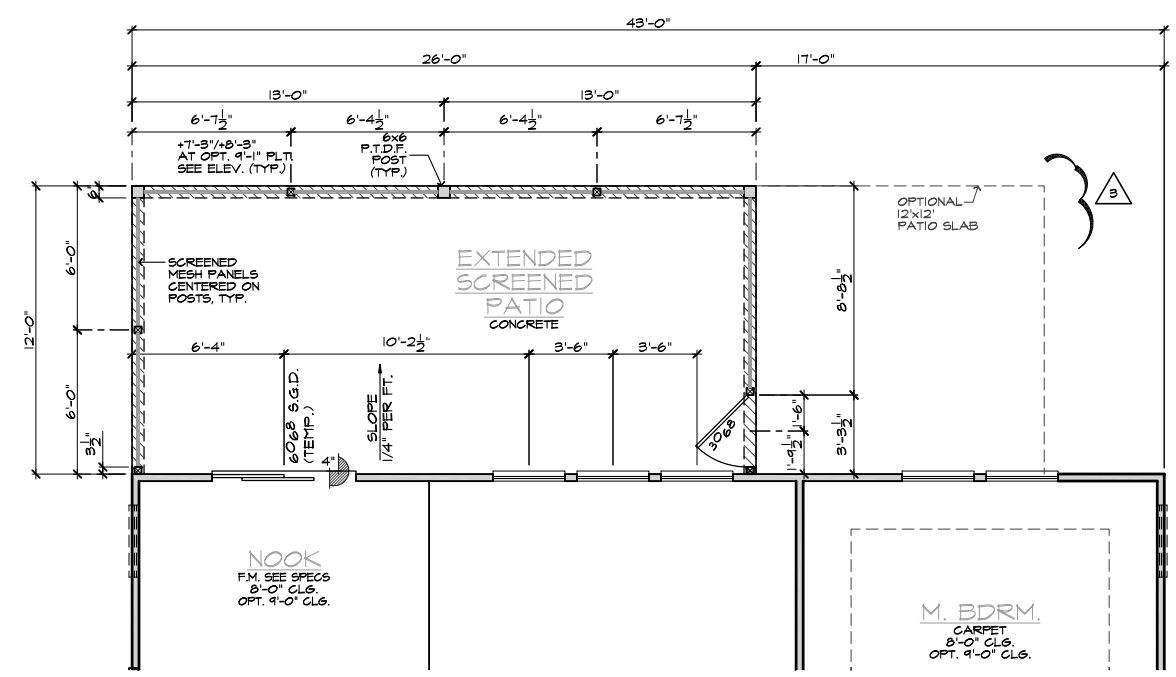 43'-0"
26'-0"
17'-0"
13'-0"
13'-0"
6'-7½"
6'-4½"
6'-4½"
6'-7½"
+7'-3"/+8'-3"
AT OPT. 9'-1" PLT.
SEE ELEV. (TYP.)
6x6
P.T.D.F.
POST
(TYP.)
6"
3
OPTIONAL
12'x12'
PATIO SLAB
6'-0"
SCREENED
MESH PANELS
CENTERED ON
POSTS, TYP.
EXTENDED
SCREENED
PATIO
CONCRETE
8'-8½"
12'-0"
6'-4"
10'-2½"
3'-6"
3'-6"
6'-0"
3½"
6068 S.G.D.
(TEMP.)
SLOPE
1/4" PER FT.
3068
1'-6"
1'-9½"
3'-3½"
4"
NOOK
F.M. SEE SPECS
8'-0" CLG.
OPT. 9'-0" CLG.
M. BDRM.
CARPET
8'-0" CLG.
OPT. 9'-0" CLG.